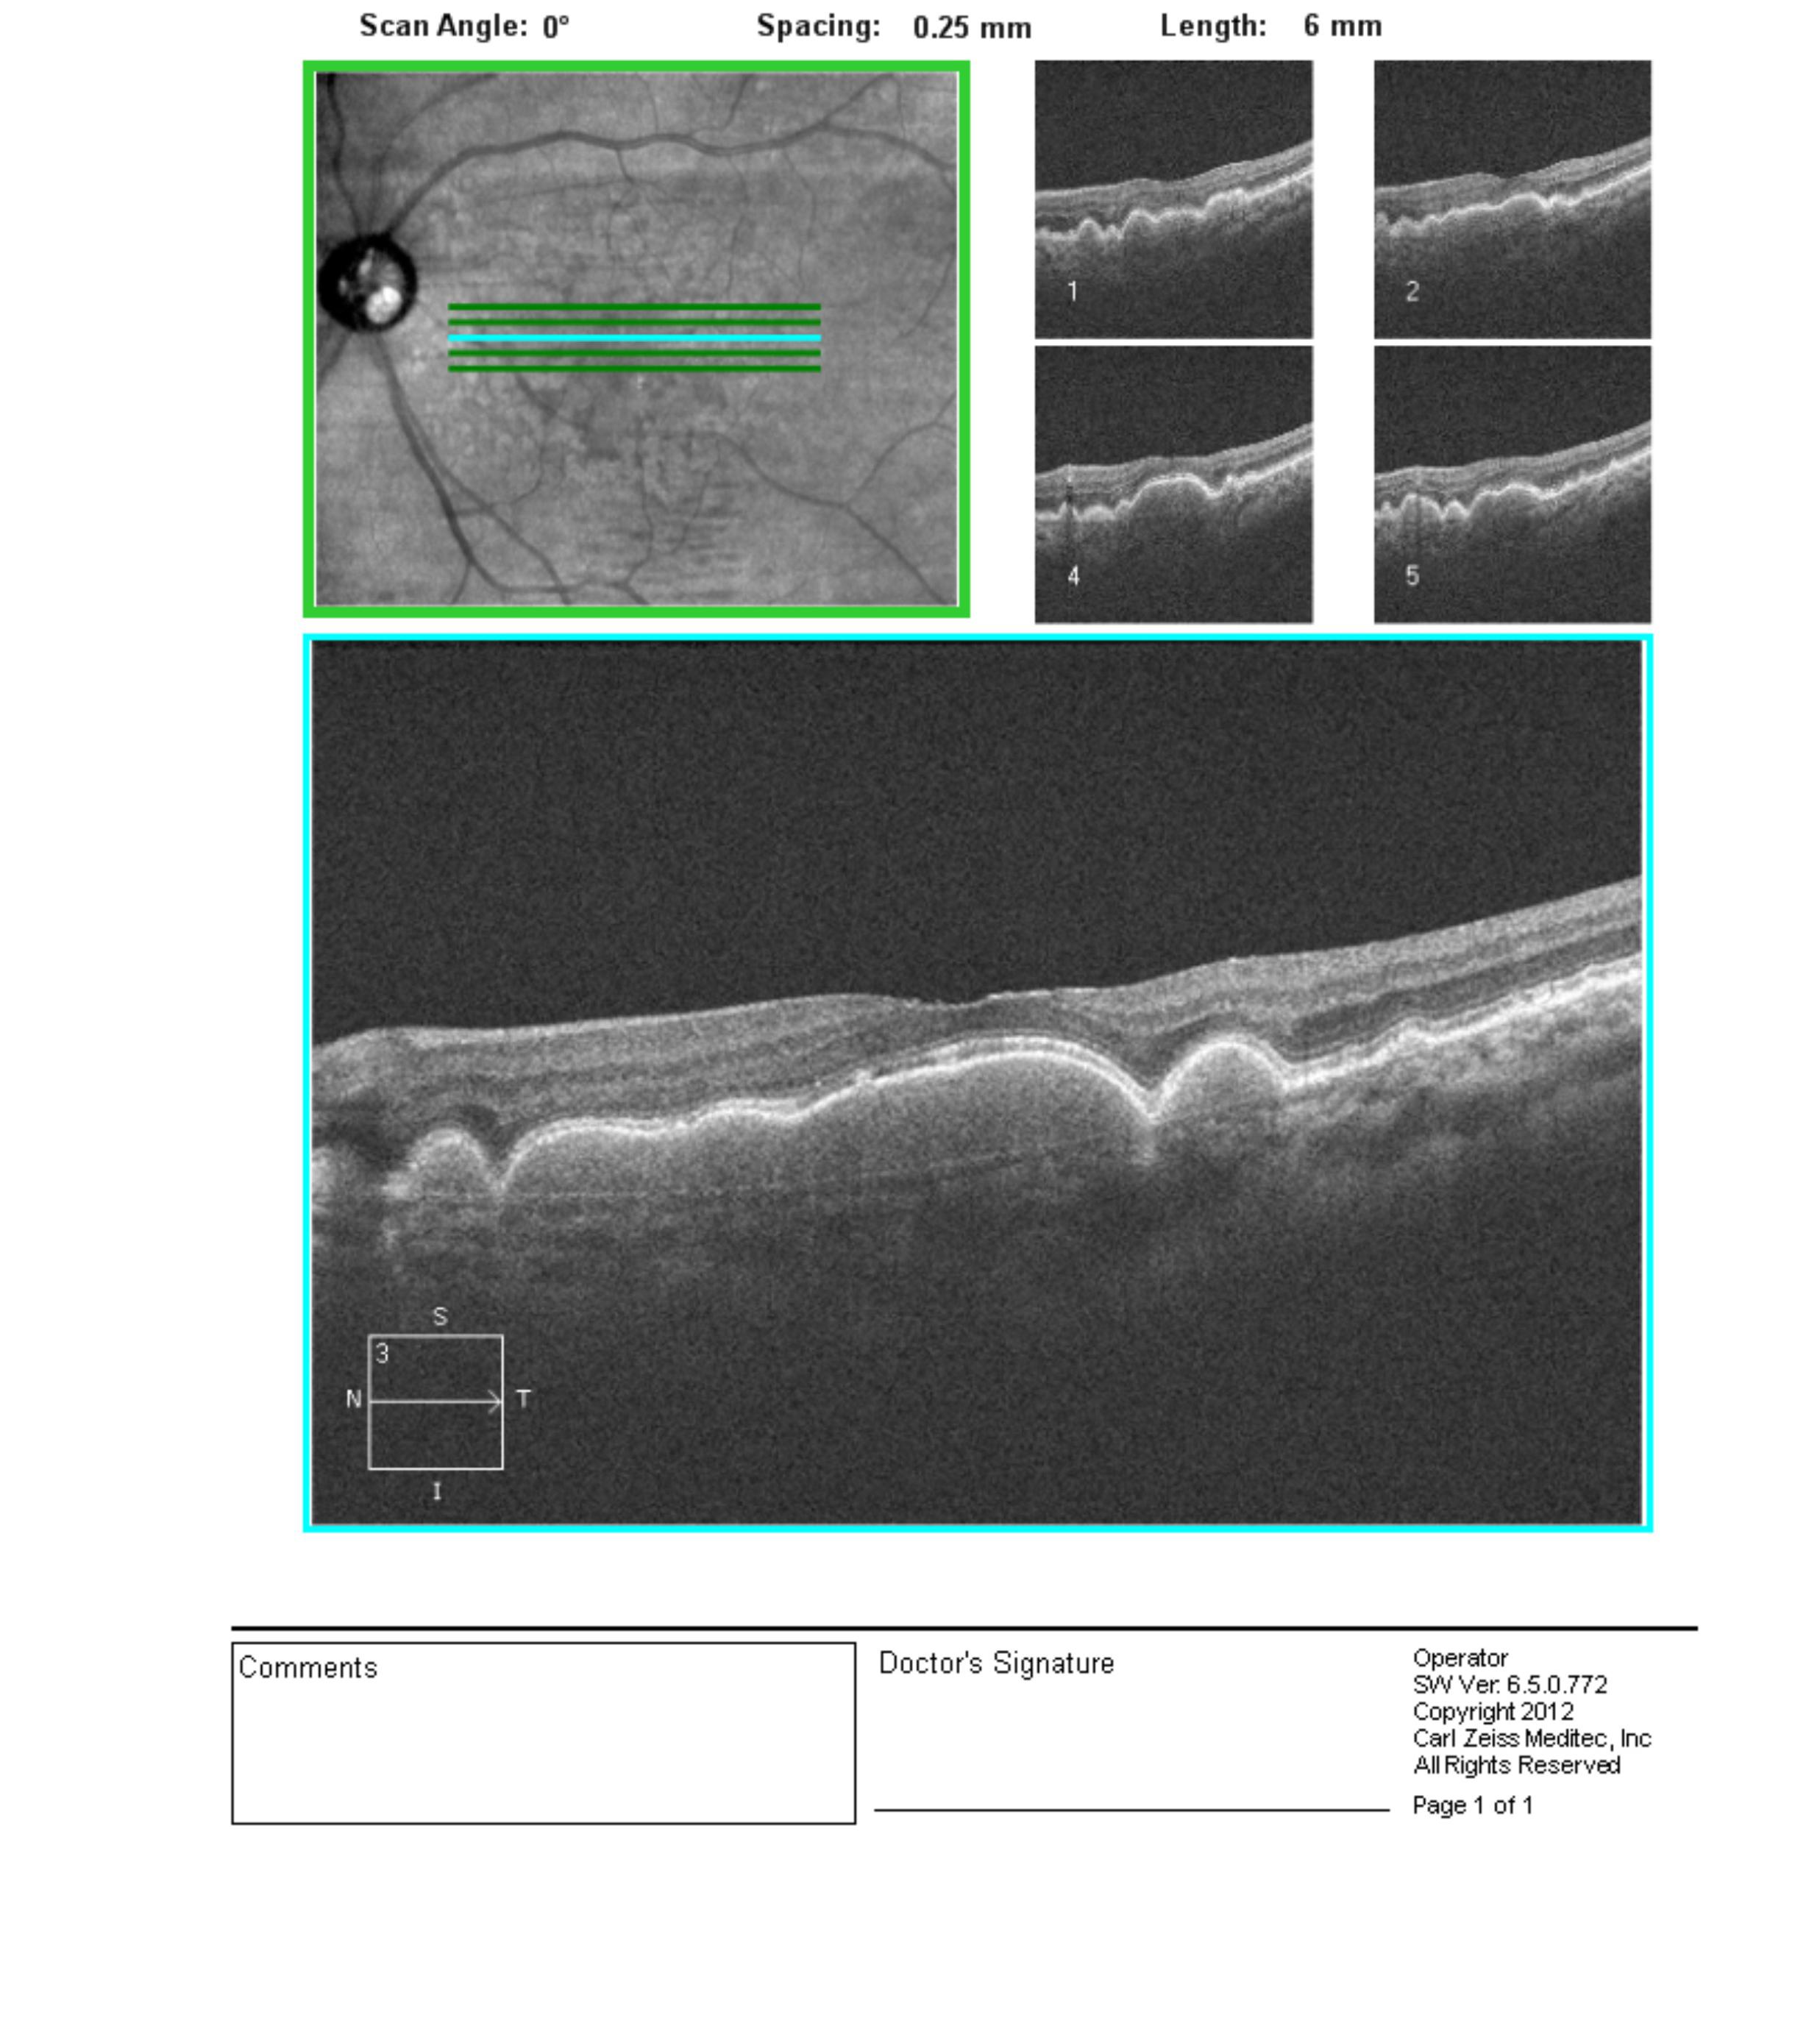 Scan Angle: 0° Spacing: 0.25 mm Length: 6 mm
1
2
4
5
S
3
N T
I
Comments
Doctor's Signature
Operator
SW Ver: 6.5.0.772
Copyright 2012
Carl Zeiss Meditec, Inc
All Rights Reserved
Page 1 of 1